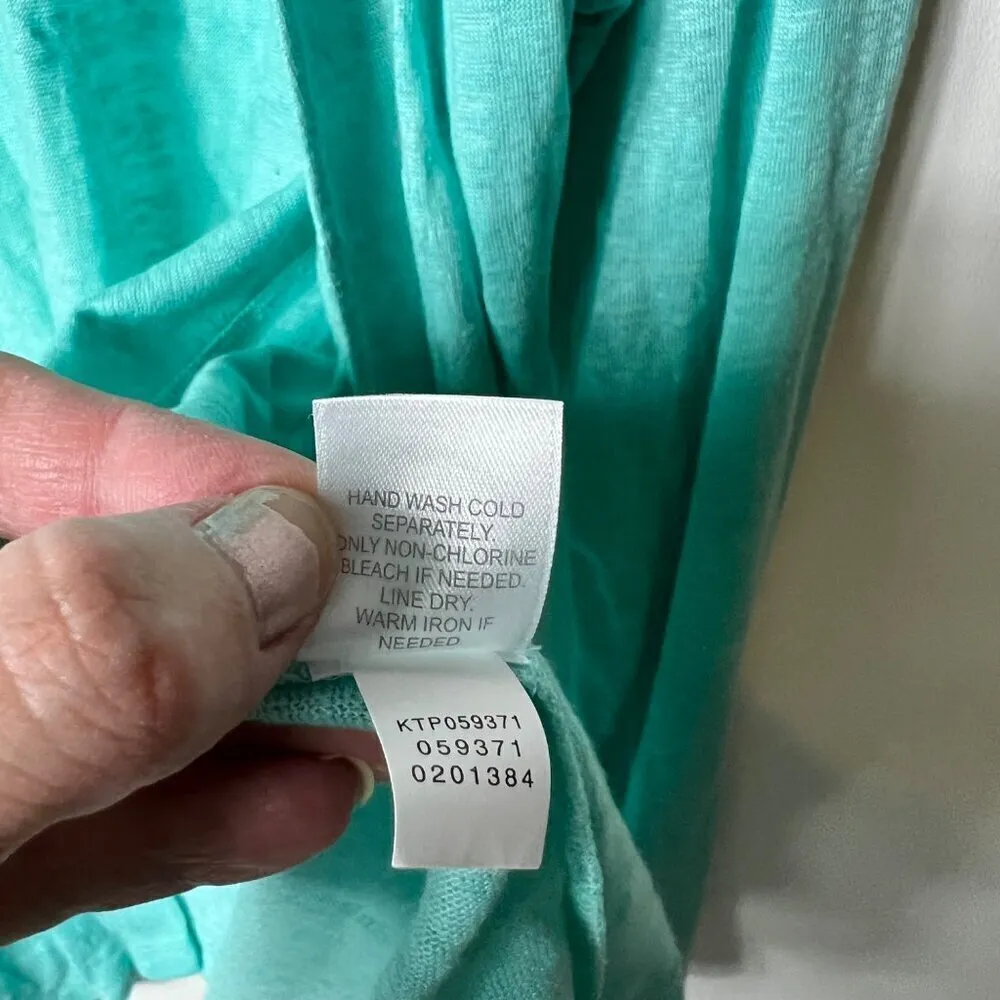 HAND WASH COLD
SEPARATELY.
ONLY NON-CHLORINE
BLEACH IF NEEDED.
LINE DRY.
WARM IRON IF
NEEDED
KTP059371
059371
0201384